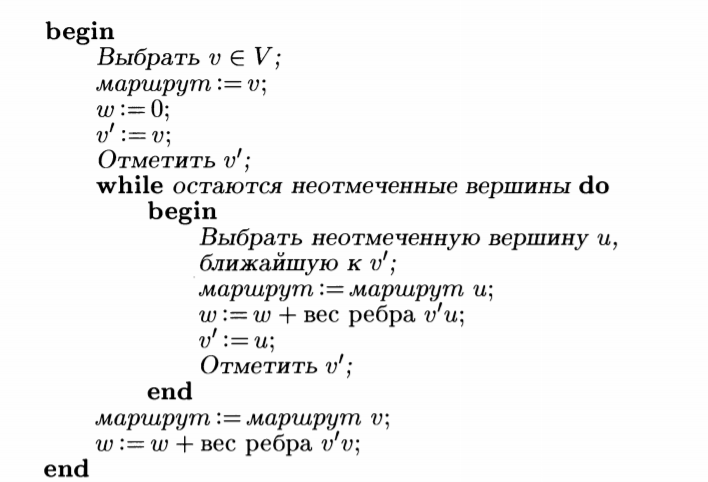 begin
Выбрать v ∈ V;
маршрут := v;
w := 0;
v′ := v;
Отметить v′;
while остаются неотмеченные вершины do
begin
Выбрать неотмеченную вершину u,
ближайшую к v′;
маршрут := маршрут u;
w := w + вес ребра v′u;
v′ := u;
Отметить v′;
end
маршрут := маршрут v;
w := w + вес ребра v′v;
end